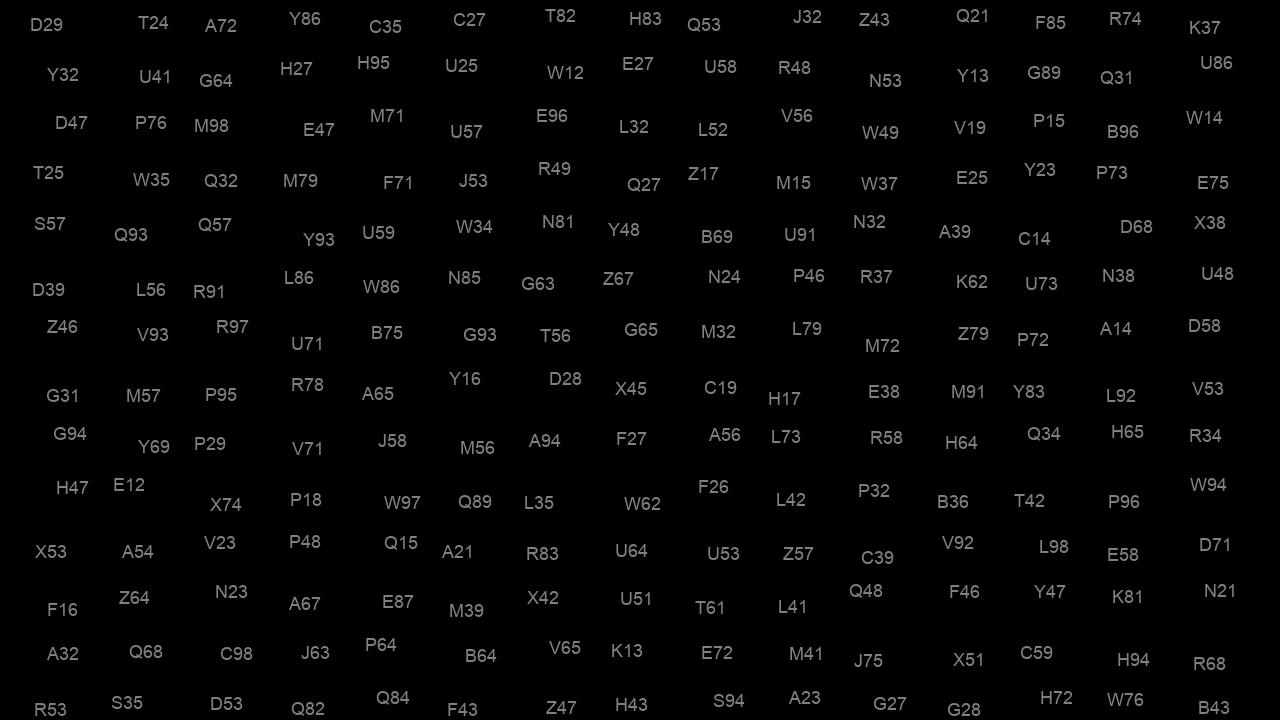 D29 T24 A72 Y86 C35 C27 T82 H83 Q53 J32 Z43 Q21 F85 R74 K37
Y32 U41 G64 H27 H95 U25 W12 E27 U58 R48 N53 Y13 G89 Q31 U86
D47 P76 M98 E47 M71 U57 E96 L32 L52 V56 W49 V19 P15 B96 W14
T25 W35 Q32 M79 F71 J53 R49 Q27 Z17 M15 W37 E25 Y23 P73 E75
S57 Q93 Q57 Y93 U59 W34 N81 Y48 B69 U91 N32 A39 C14 D68 X38
D39 L56 R91 L86 W86 N85 G63 Z67 N24 P46 R37 K62 U73 N38 U48
Z46 V93 R97 U71 B75 G93 T56 G65 M32 L79 M72 Z79 P72 A14 D58
G31 M57 P95 R78 A65 Y16 D28 X45 C19 H17 E38 M91 Y83 L92 V53
G94 Y69 P29 V71 J58 M56 A94 F27 A56 L73 R58 H64 Q34 H65 R34
H47 E12 X74 P18 W97 Q89 L35 W62 F26 L42 P32 B36 T42 P96 W94
X53 A54 V23 P48 Q15 A21 R83 U64 U53 Z57 C39 V92 L98 E58 D71
F16 Z64 N23 A67 E87 M39 X42 U51 T61 L41 Q48 F46 Y47 K81 N21
A32 Q68 C98 J63 P64 B64 V65 K13 E72 M41 J75 X51 C59 H94 R68
R53 S35 D53 Q82 Q84 F43 Z47 H43 S94 A23 G27 G28 H72 W76 B43